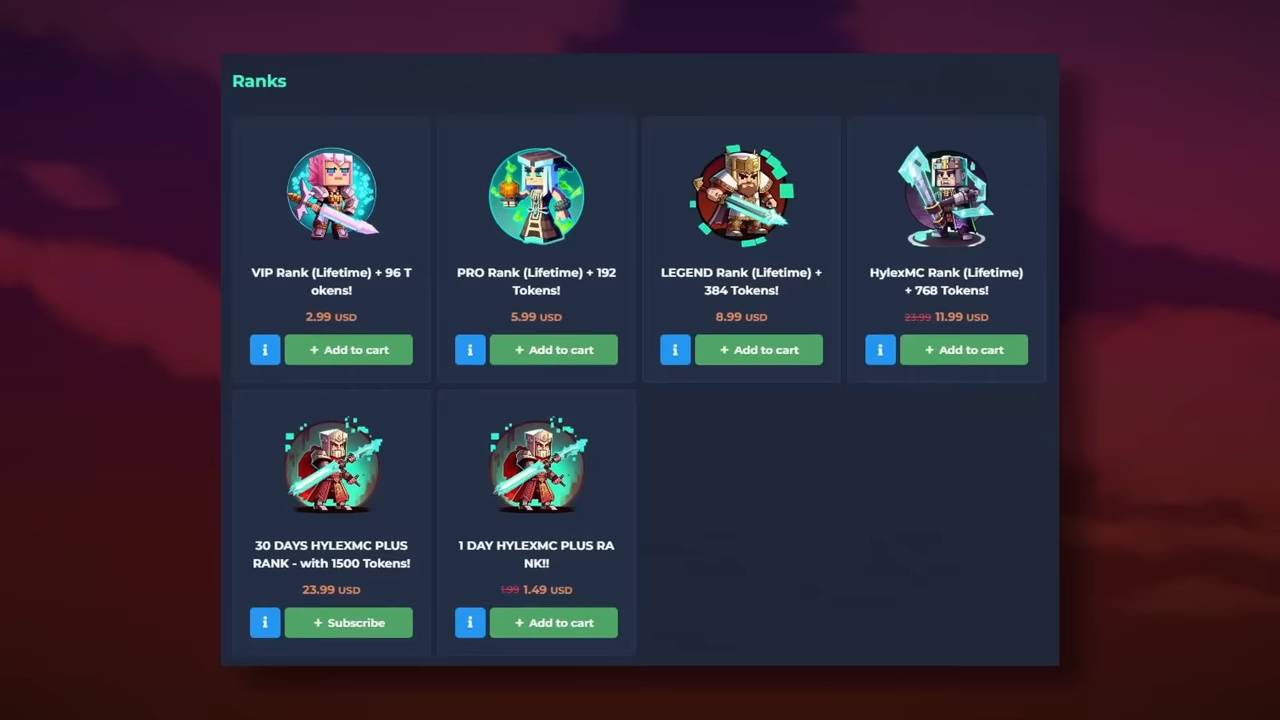 Ranks
VIP Rank (Lifetime) + 96 T
okens!
2.99 USD
i
+ Add to cart
PRO Rank (Lifetime) + 192
Tokens!
5.99 USD
i
+ Add to cart
LEGEND Rank (Lifetime) +
384 Tokens!
8.99 USD
i
+ Add to cart
HylexMC Rank (Lifetime)
+ 768 Tokens!
23.99 11.99 USD
i
+ Add to cart
30 DAYS HYLEXMC PLUS
RANK - with 1500 Tokens!
23.99 USD
i
+ Subscribe
1 DAY HYLEXMC PLUS RA
NK!!
1.99 1.49 USD
i
+ Add to cart